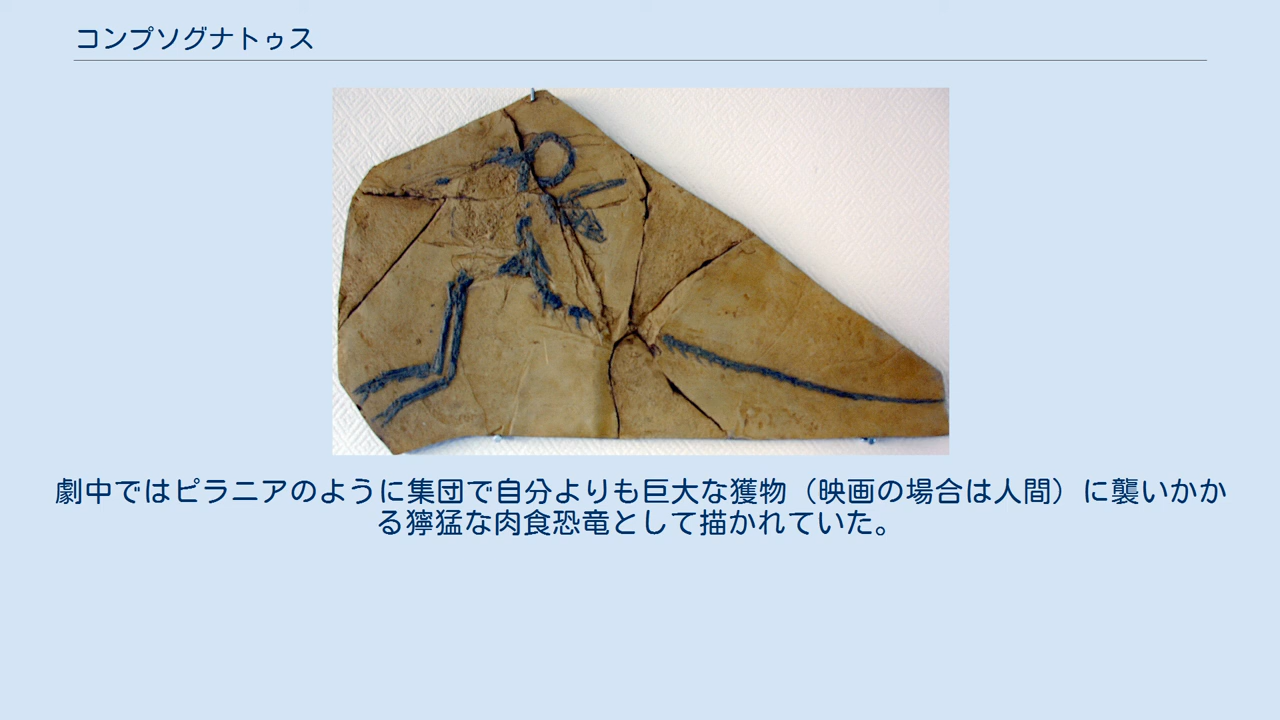 コンプソグナトゥス
劇中ではピラニアのように集団で自分よりも巨大な獲物（映画の場合は人間）に襲いかか
る獰猛な肉食恐竜として描かれていた。